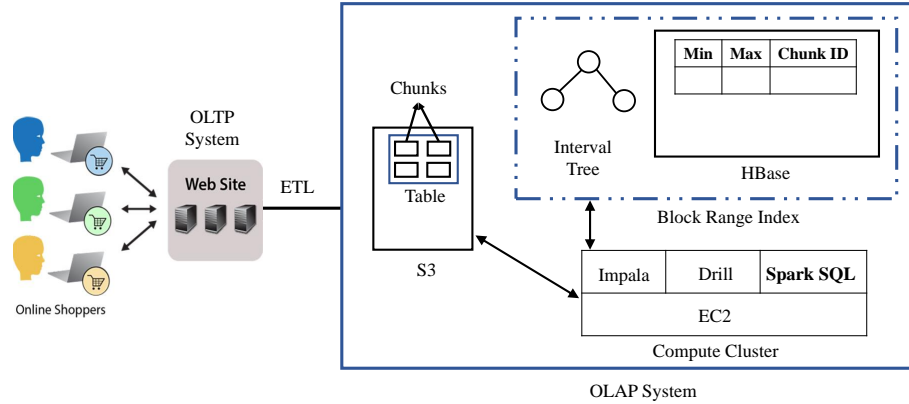 OLTP
System
Web Site
Online Shoppers
ETL
Chunks
Table
S3
Interval
Tree
Min Max Chunk ID
HBase
Block Range Index
Impala Drill Spark SQL
EC2
Compute Cluster
OLAP System